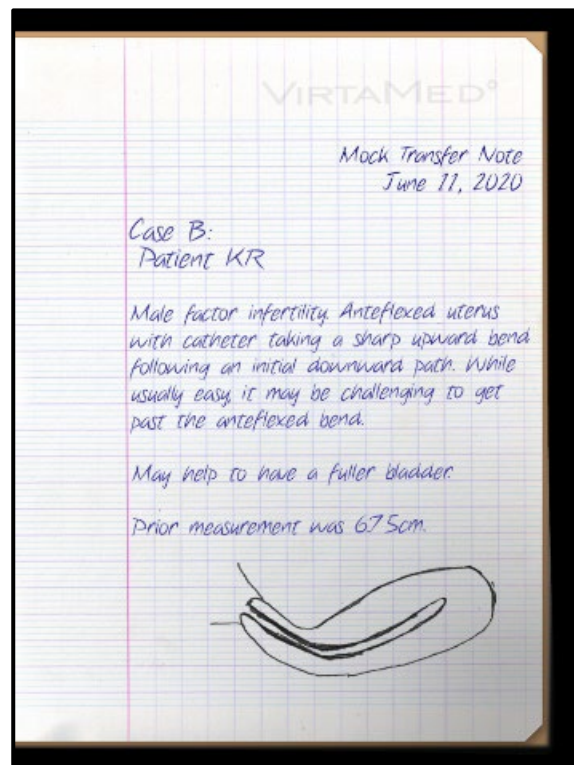 VIRTAMED®
Mock Transfer Note
June 11, 2020
Case B:
Patient KR
Male factor infertility. Anteflexed uterus
with catheter taking a sharp upward bend
following an initial downward path. While
usually easy, it may be challenging to get
past the anteflexed bend.
May help to have a fuller bladder.
Prior measurement was 6.75cm.